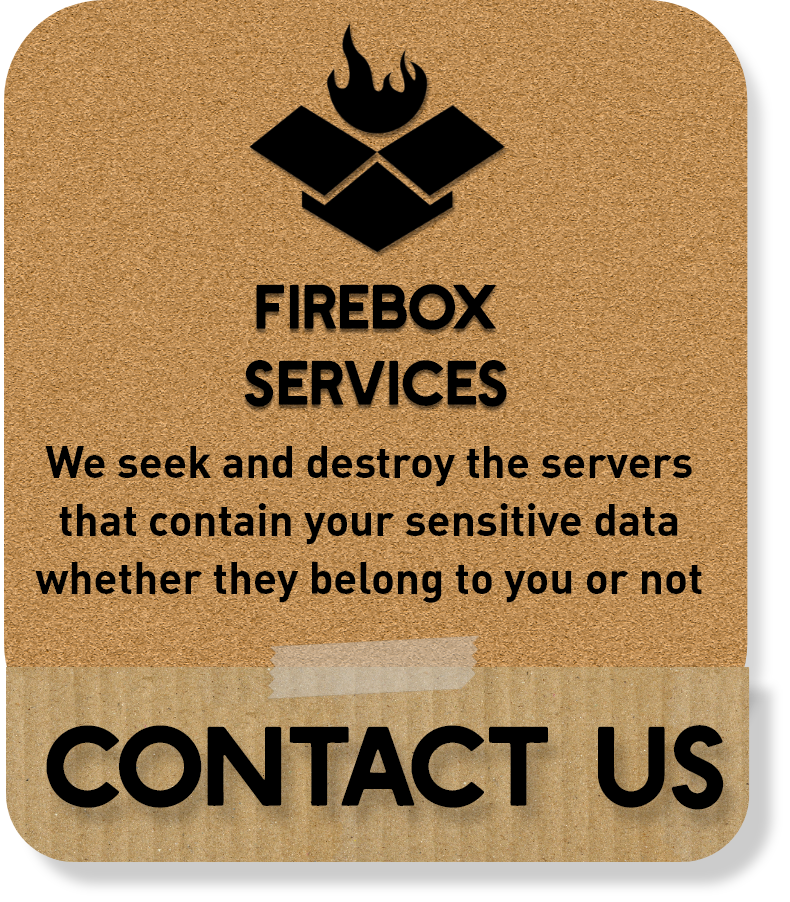 FIREBOX
SERVICES
We seek and destroy the servers
that contain your sensitive data
whether they belong to you or not
CONTACT US